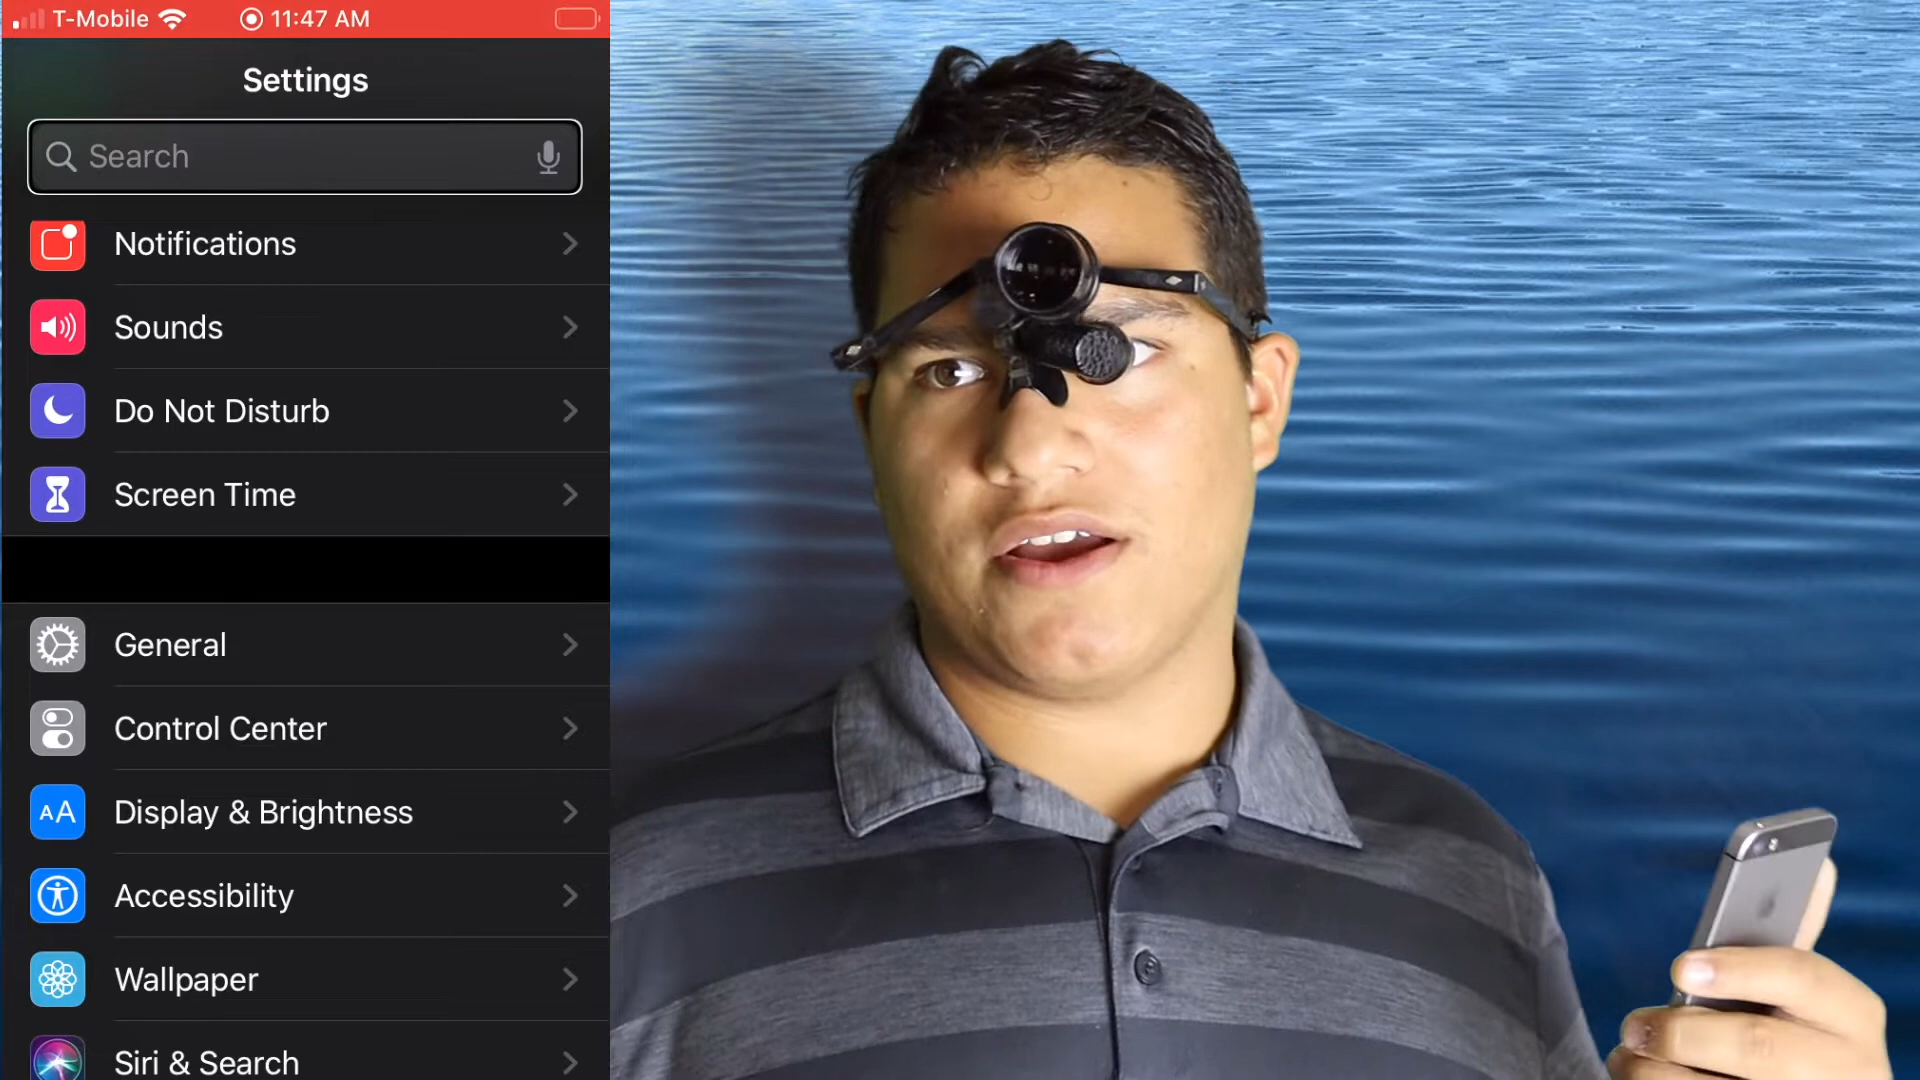 T-Mobile 11:47 AM
Settings
Search
Notifications
Sounds
Do Not Disturb
Screen Time
General
Control Center
AA Display & Brightness
Accessibility
Wallpaper
Siri & Search